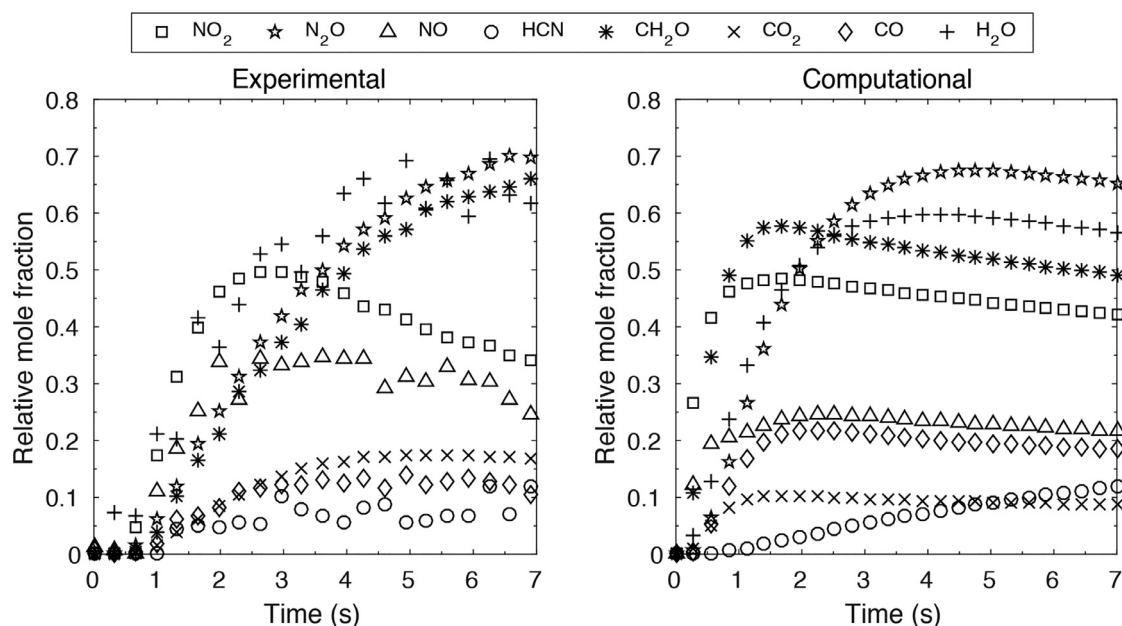 NO2 N2O NO HCN CH2O CO2 CO H2O
Experimental
Relative mole fraction
0.8
0.7
0.6
0.5
0.4
0.3
0.2
0.1
0
0 1 2 3 4 5 6 7
Time (s)
Computational
Relative mole fraction
0.8
0.7
0.6
0.5
0.4
0.3
0.2
0.1
0
0 1 2 3 4 5 6 7
Time (s)